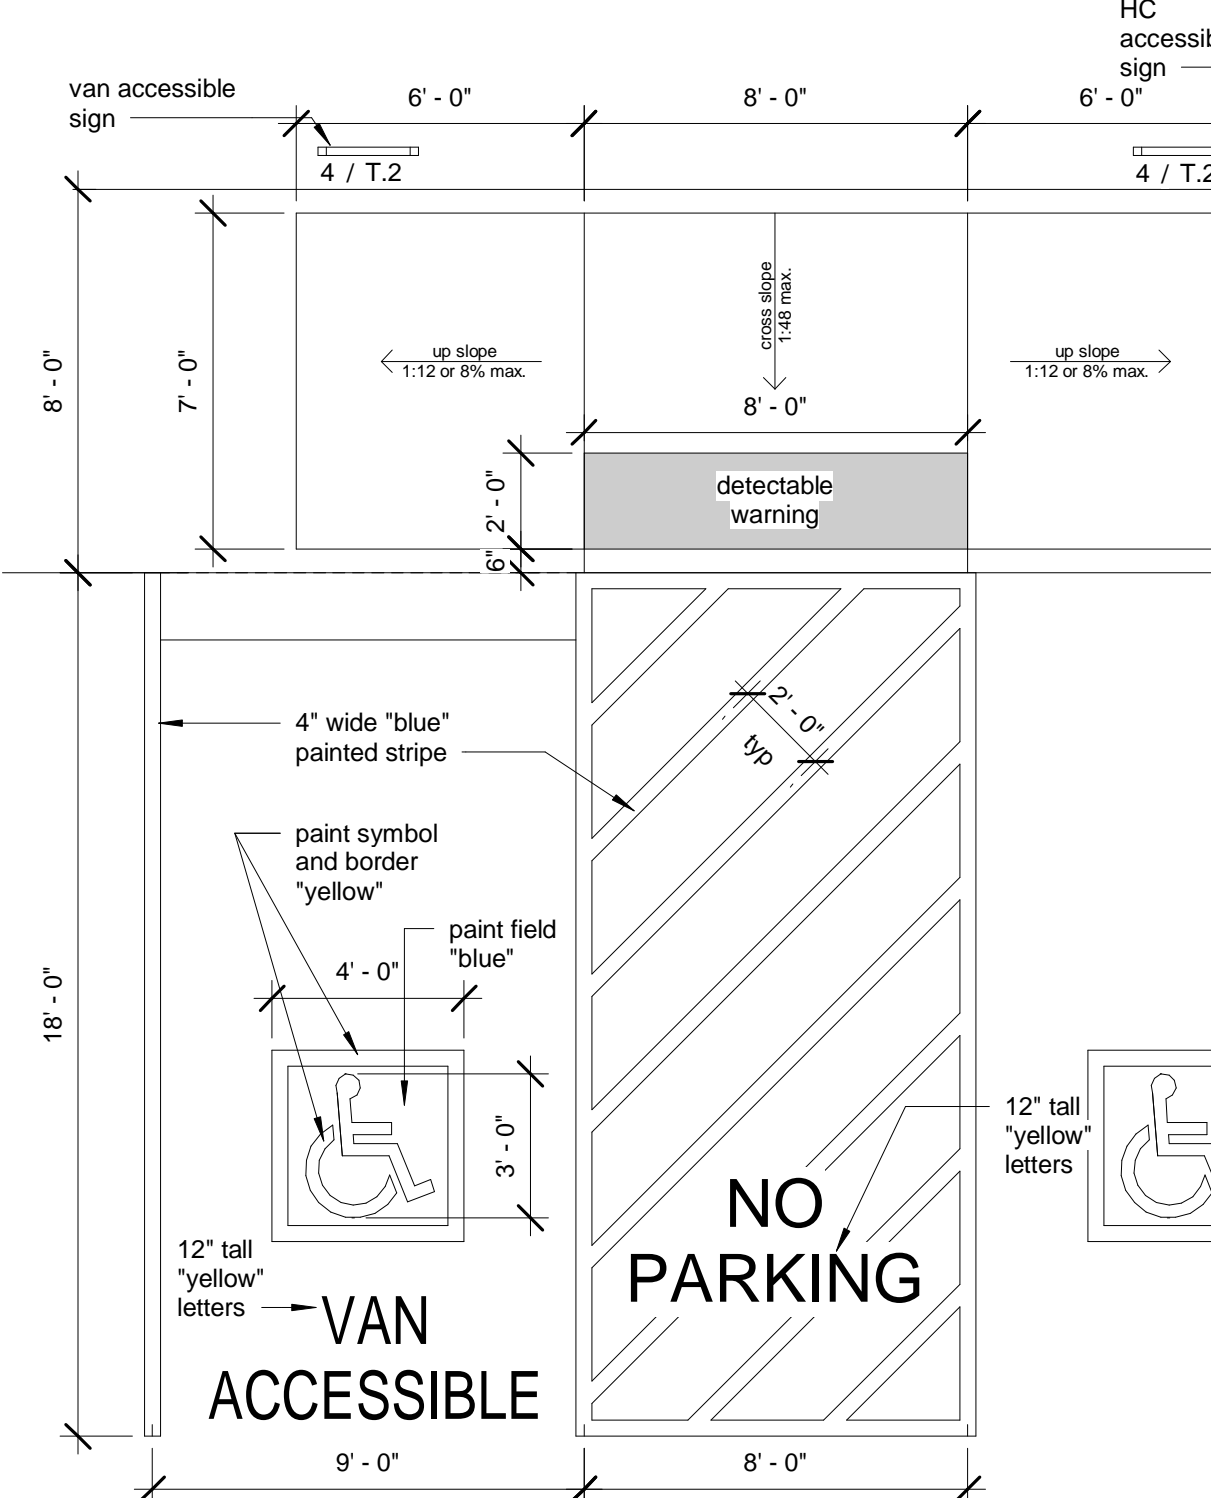 HC
sign
van accessible
sign
6' - 0"
8' - 0"
6' - 0"
4 / T.2
4 / T.2
cross slope
1:48 max.
up slope
1:12 or 8% max.
up slope
1:12 or 8% max.
8' - 0"
7' - 0"
8' - 0"
2' - 0"
detectable
warning
6"
4" wide "blue"
painted stripe
2' - 0"
typ
paint symbol
and border
"yellow"
paint field
"blue"
4' - 0"
18' - 0"
3' - 0"
12" tall
"yellow"
letters
NO
PARKING
12" tall
"yellow"
letters
VAN
ACCESSIBLE
9' - 0"
8' - 0"